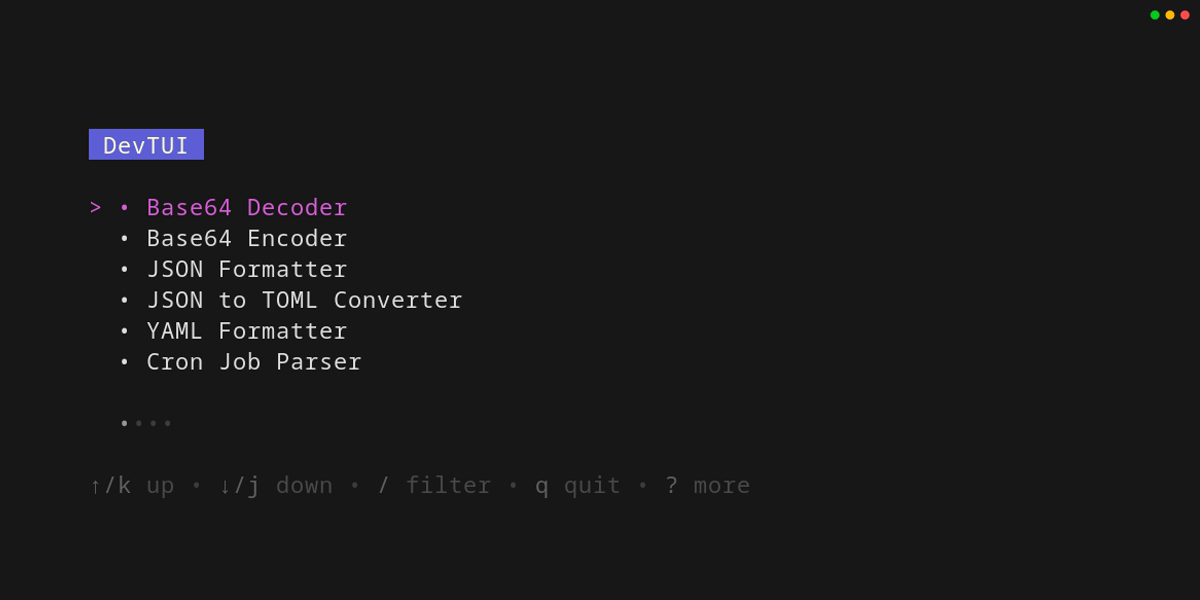 DevTUI
> • Base64 Decoder
• Base64 Encoder
• JSON Formatter
• JSON to TOML Converter
• YAML Formatter
• Cron Job Parser
••••
↑/k up • ↓/j down • / filter • q quit • ? more